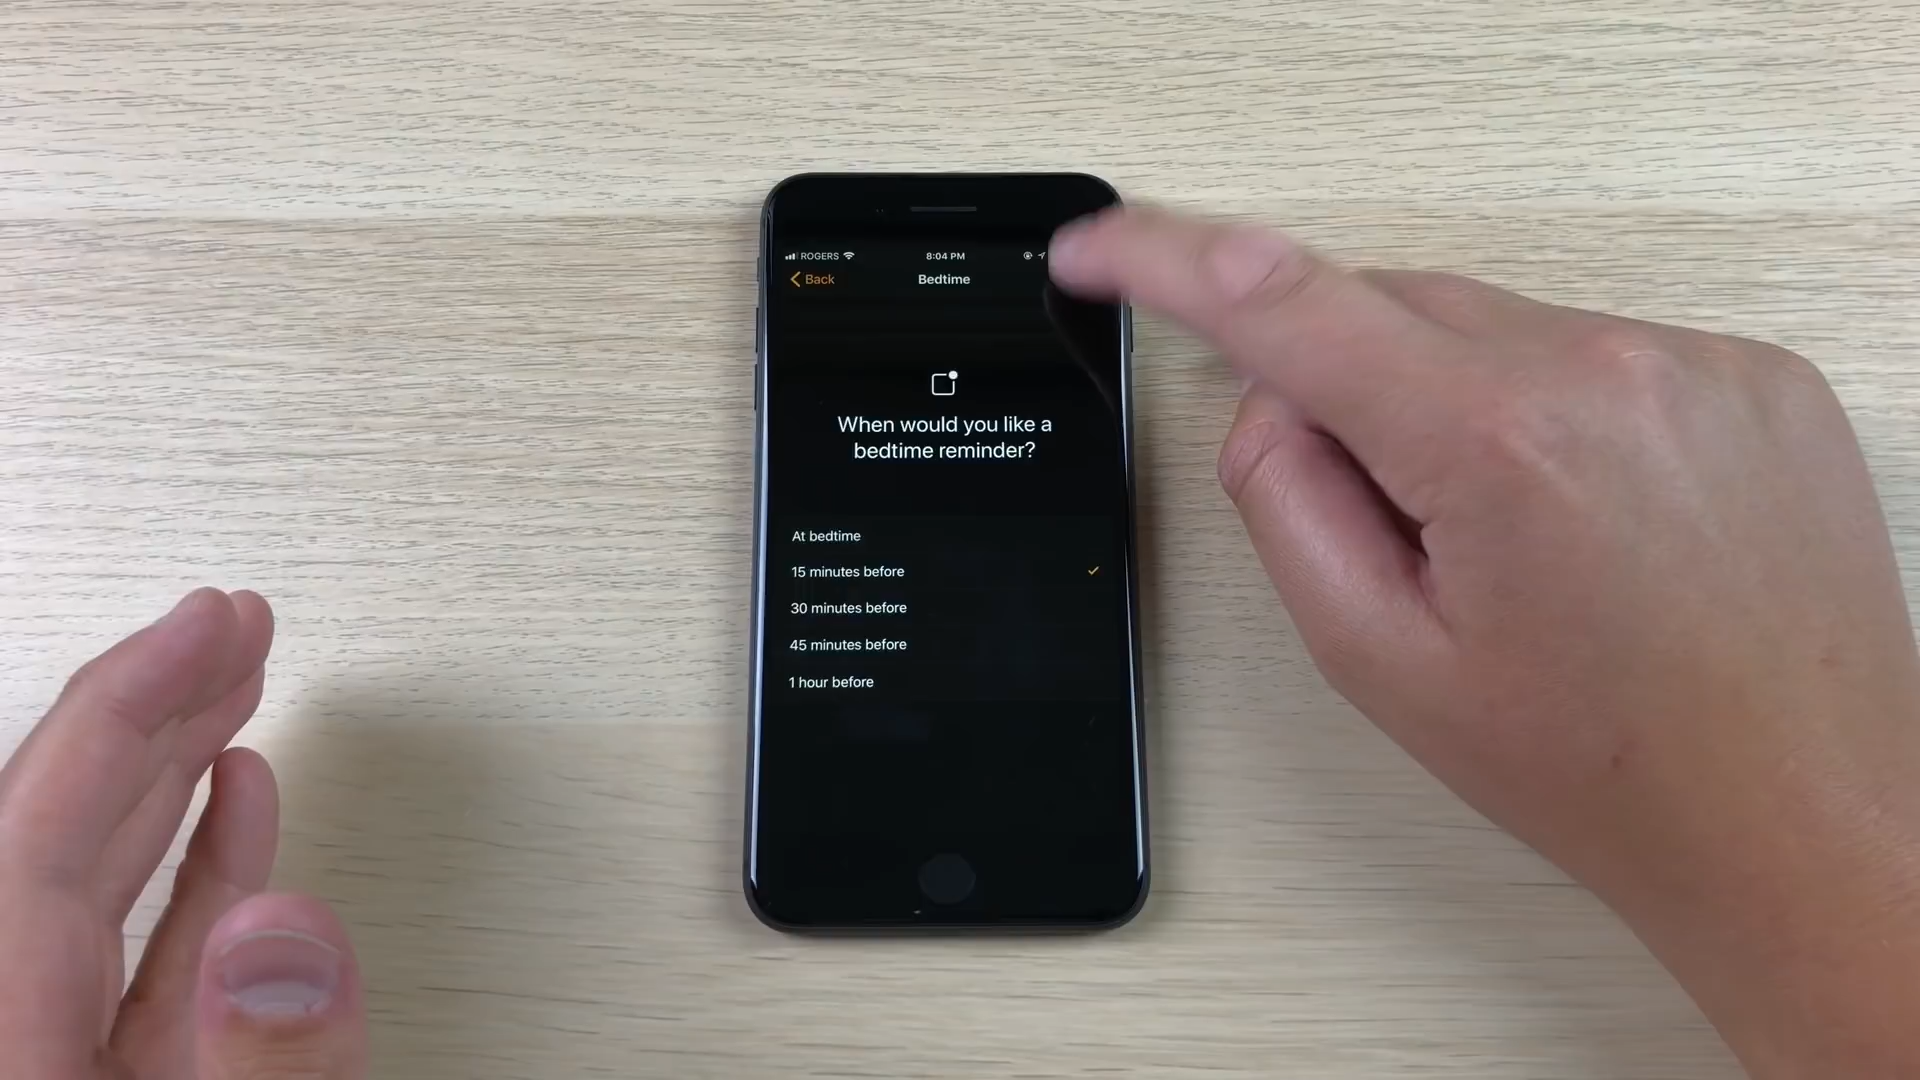 ROGERS 8:04 PM
Back Bedtime
When would you like a
bedtime reminder?
At bedtime
15 minutes before
30 minutes before
45 minutes before
1 hour before